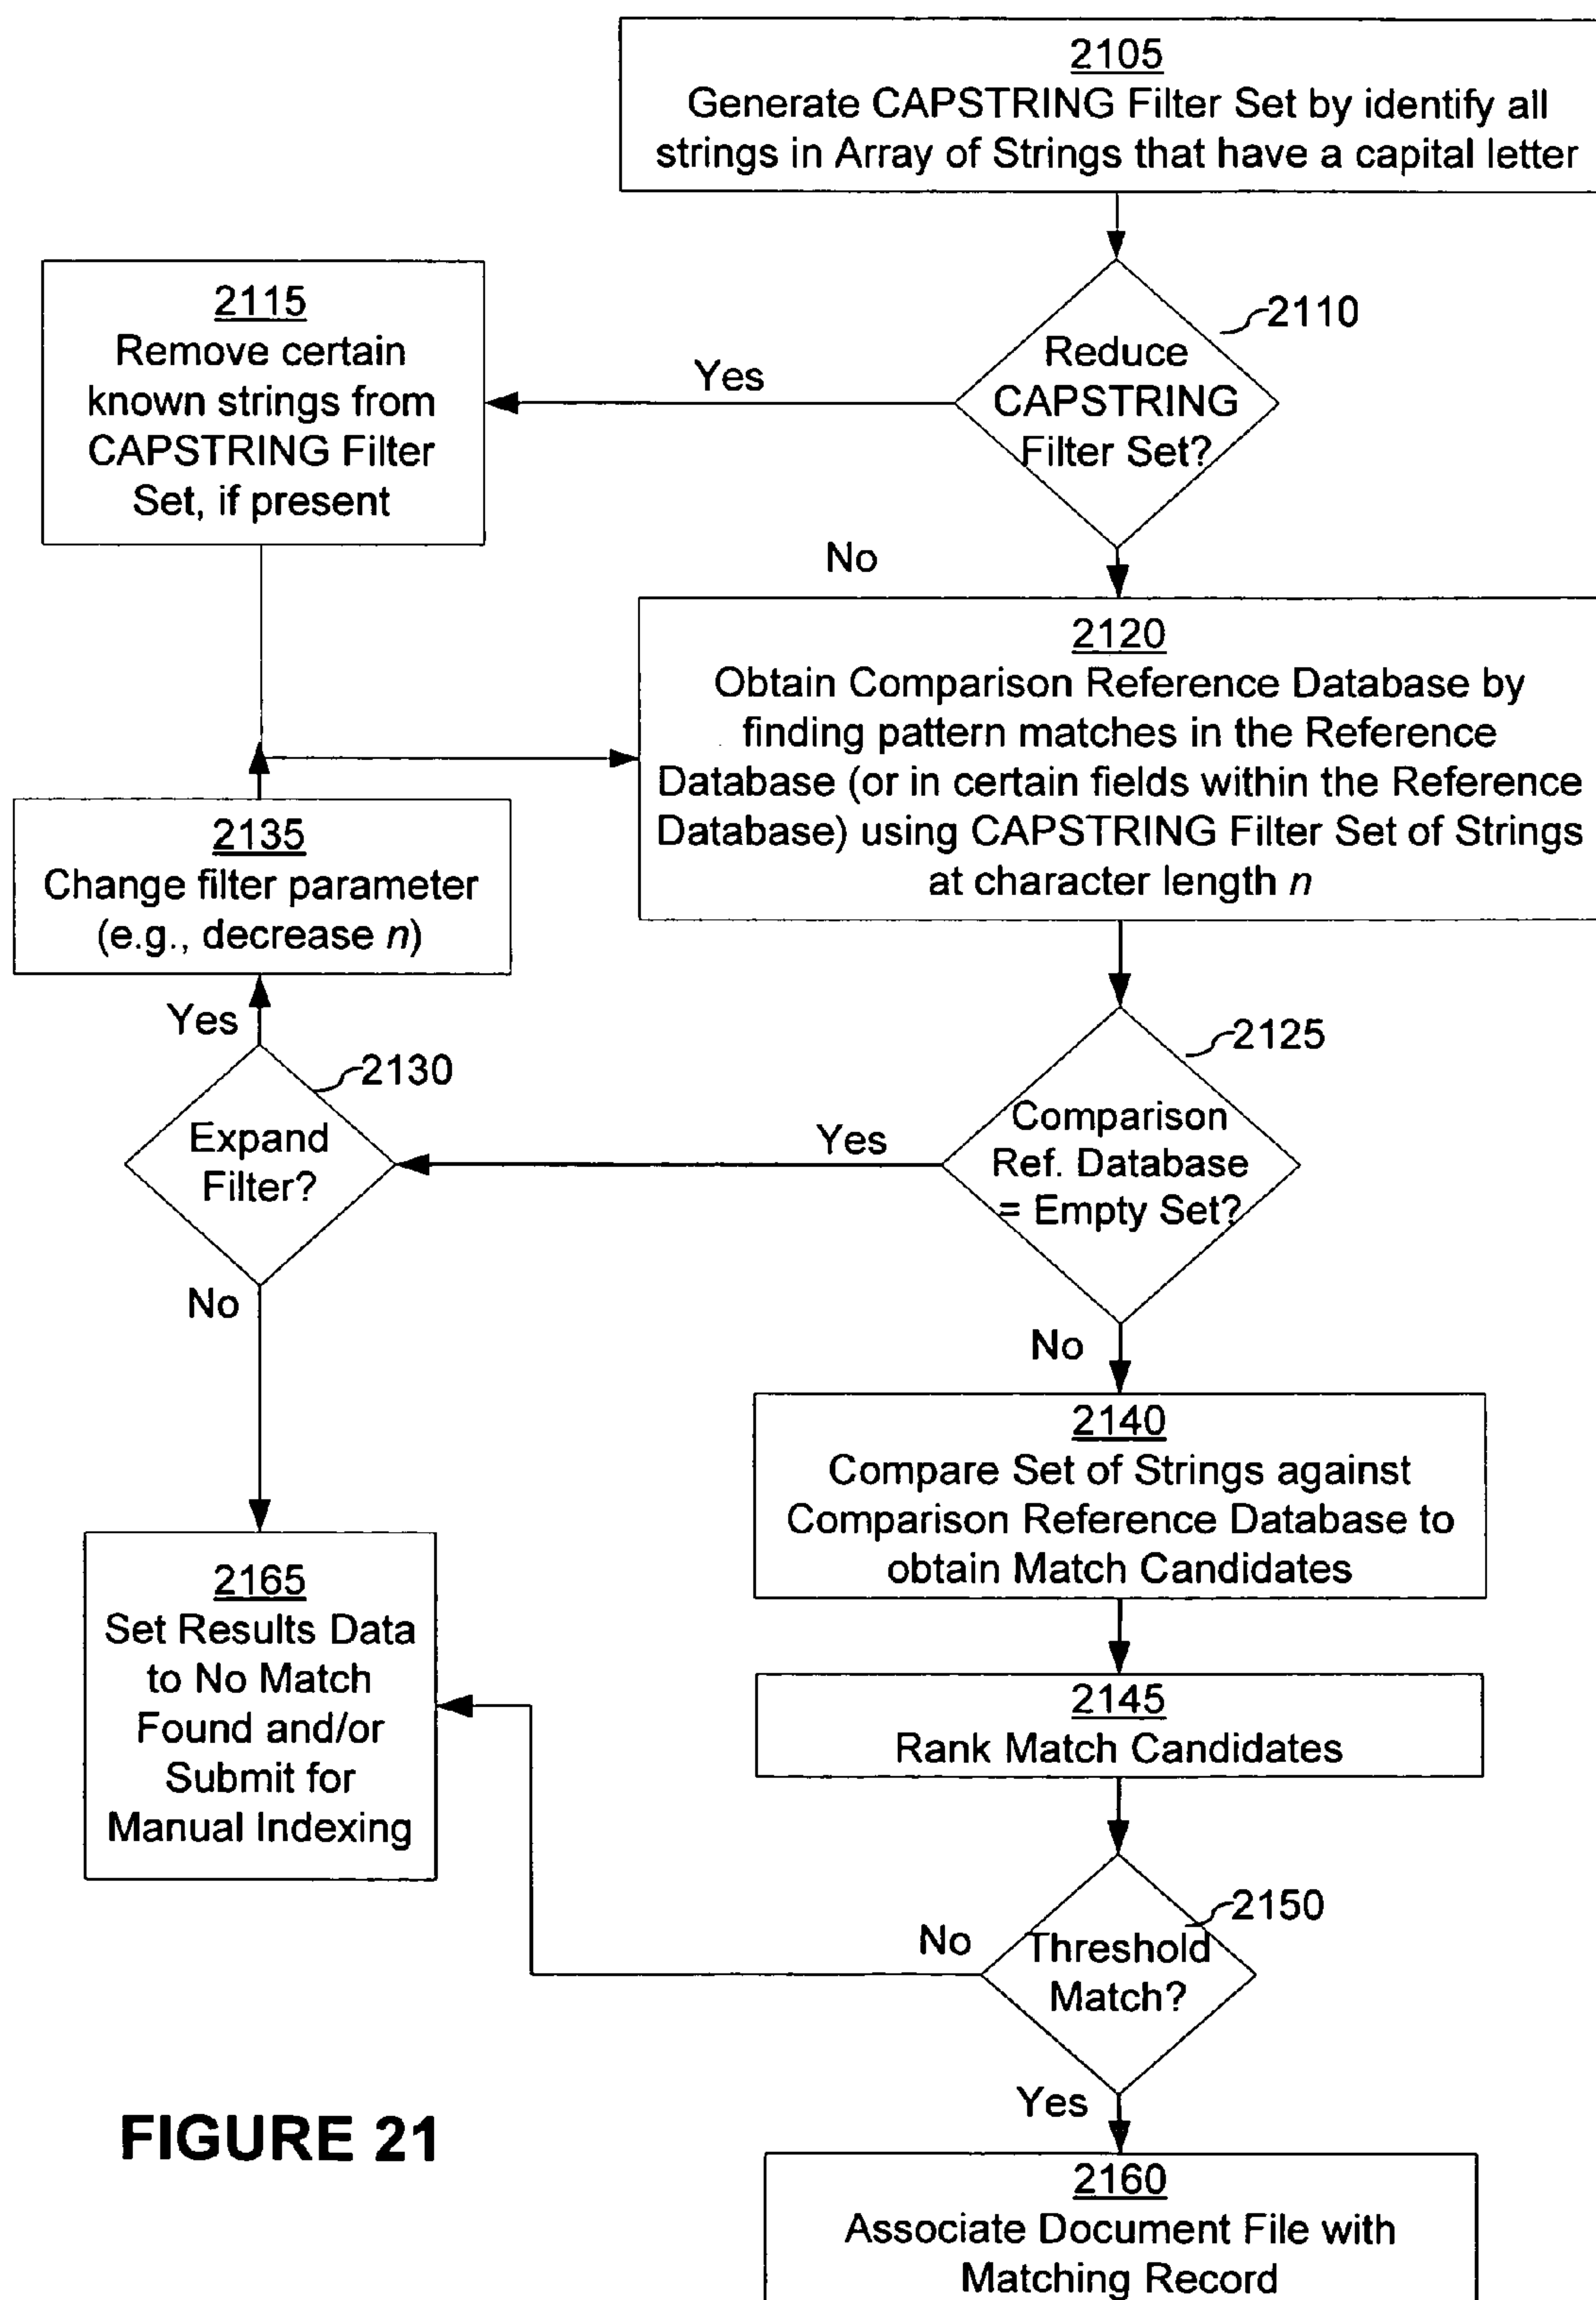 2105
Generate CAPSTRING Filter Set by identify all
strings in Array of Strings that have a capital letter
2110
Reduce
CAPSTRING
Filter Set?
Yes
2115
Remove certain
known strings from
CAPSTRING Filter
Set, if present
No
2120
Obtain Comparison Reference Database by
finding pattern matches in the Reference
Database (or in certain fields within the Reference
Database) using CAPSTRING Filter Set of Strings
at character length n
2135
Change filter parameter
(e.g., decrease n)
Yes
2130
Expand
Filter?
2125
Comparison
Ref. Database
= Empty Set?
Yes
No
No
2140
Compare Set of Strings against
Comparison Reference Database to
obtain Match Candidates
2165
Set Results Data
to No Match
Found and/or
Submit for
Manual Indexing
2145
Rank Match Candidates
2150
Threshold
Match?
No
Yes
FIGURE 21
2160
Associate Document File with
Matching Record